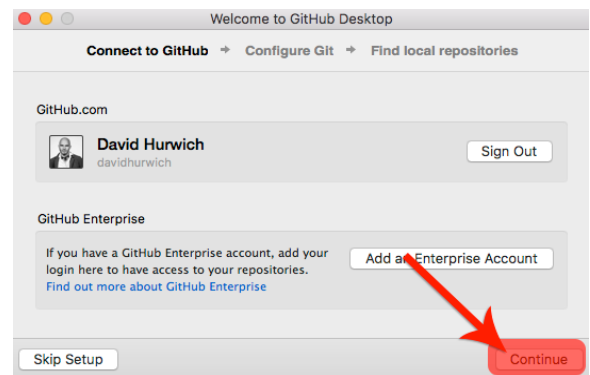 Welcome to GitHub Desktop
Connect to GitHub → Configure Git → Find local repositories
GitHub.com
David Hurwich
davidhurwich
Sign Out
GitHub Enterprise
If you have a GitHub Enterprise account, add your
login here to have access to your repositories.
Find out more about GitHub Enterprise
Add an Enterprise Account
Skip Setup
Continue